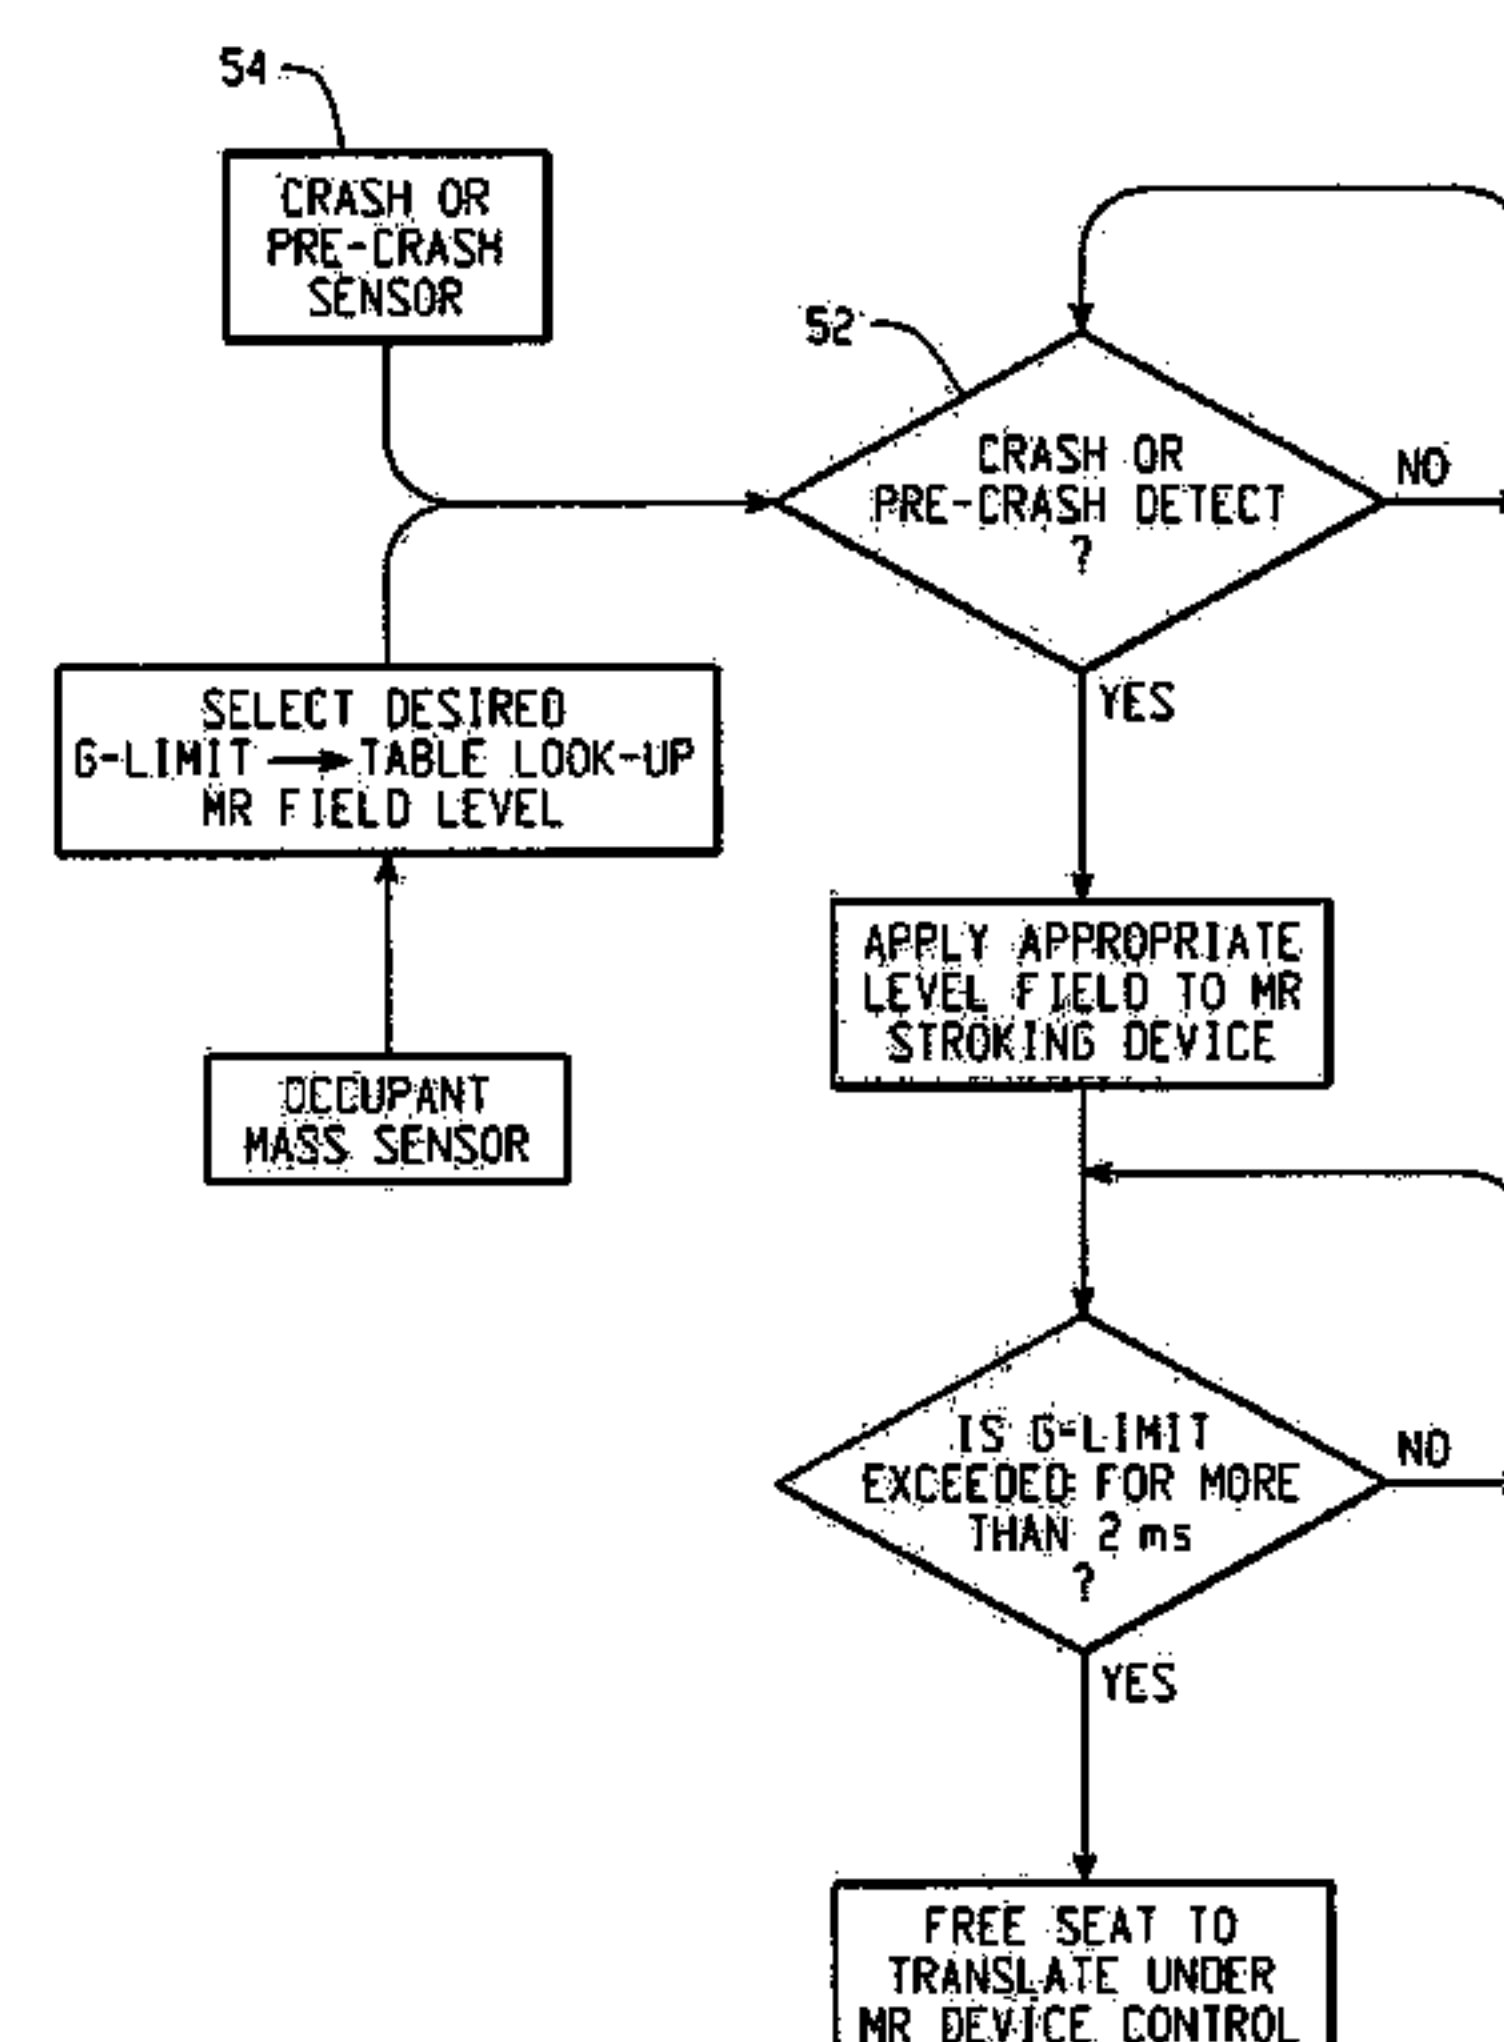 54
CRASH OR
PRE-CRASH
SENSOR
52
CRASH OR
PRE-CRASH DETECT
?
NO
YES
SELECT DESIRED
G-LIMIT → TABLE LOOK-UP
MR FIELD LEVEL
APPLY APPROPRIATE
LEVEL FIELD TO MR
STROKING DEVICE
OCCUPANT
MASS SENSOR
IS G-LIMIT
EXCEEDED FOR MORE
THAN 2 ms
?
NO
YES
FREE SEAT TO
TRANSLATE UNDER
MR DEVICE CONTROL